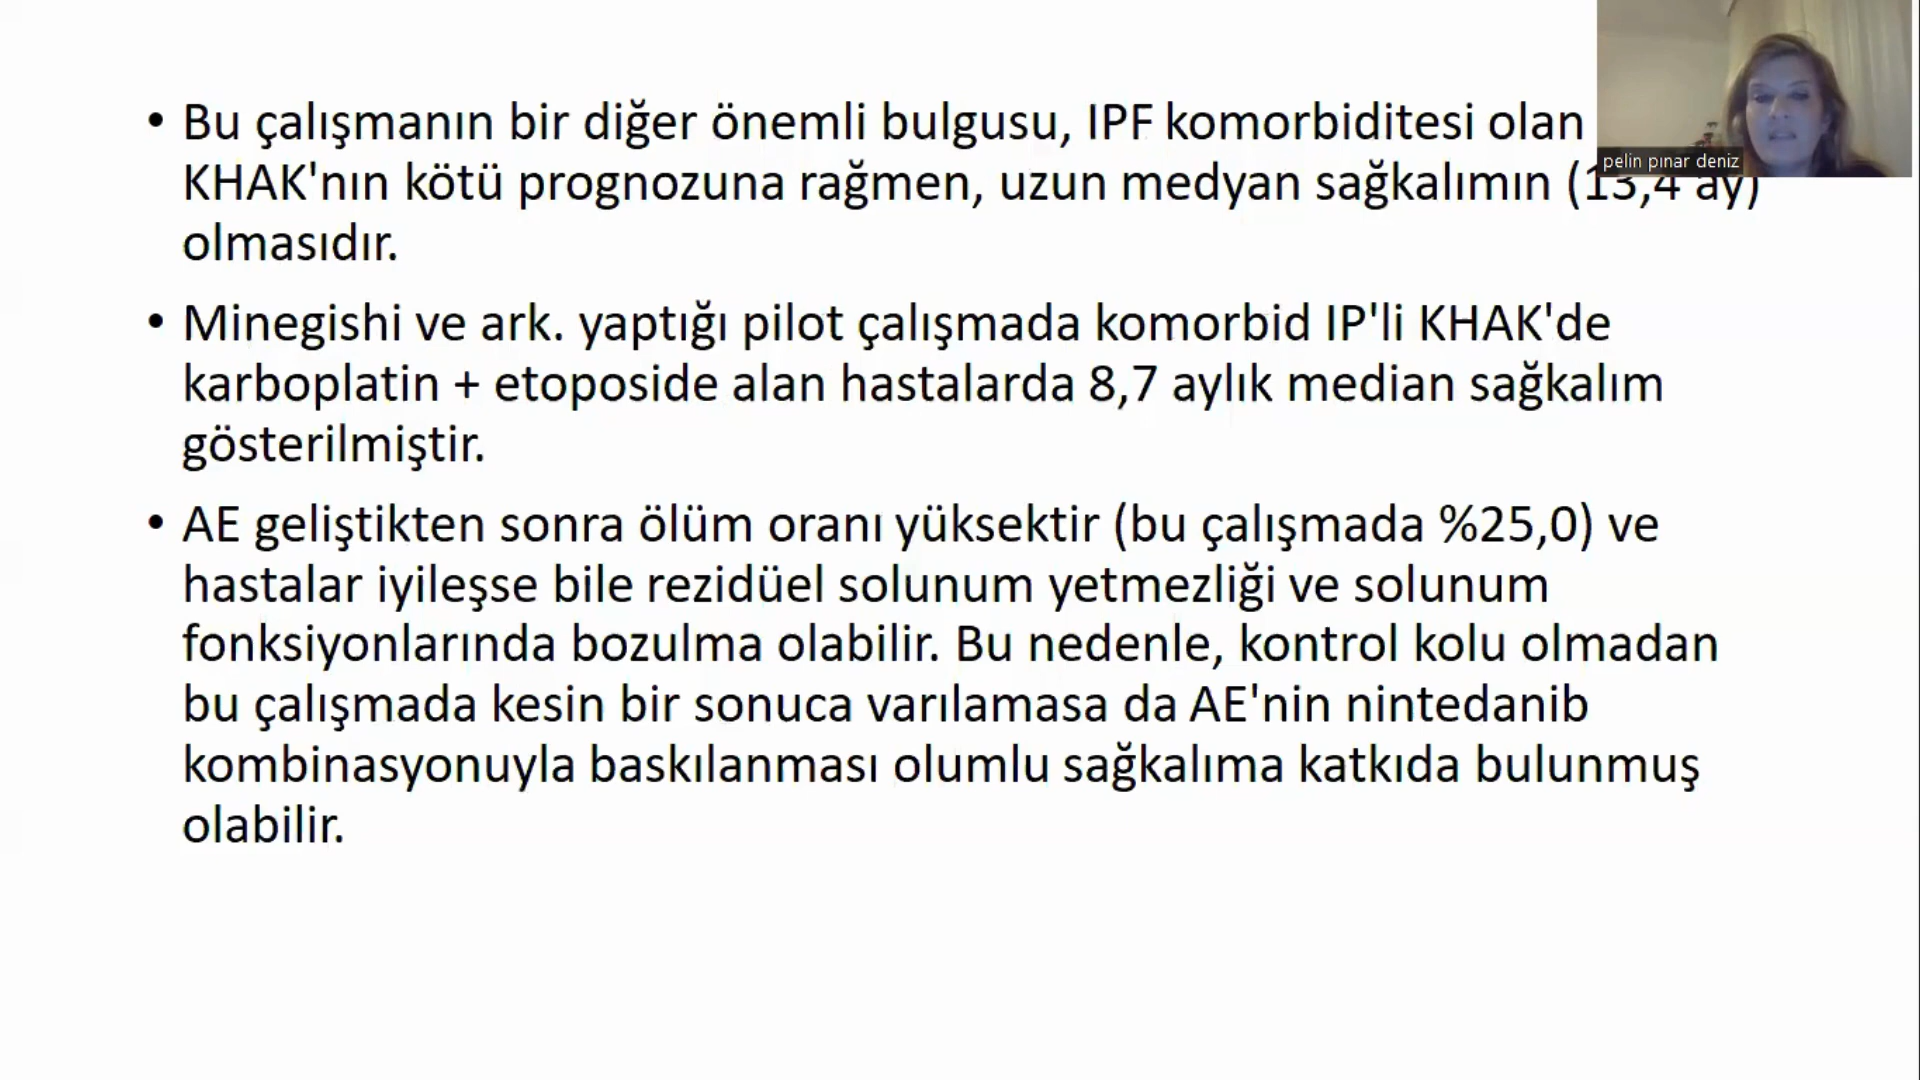 • Bu çalışmanın bir diğer önemli bulgusu, IPF komorbiditesi olan
KHAK'nın kötü prognozuna rağmen, uzun medyan sağkalımın (13,4 ay)
olmasıdır.
• Minegishi ve ark. yaptığı pilot çalışmada komorbid IP'li KHAK'de
karboplatin + etoposide alan hastalarda 8,7 aylık median sağkalım
gösterilmiştir.
• AE geliştikten sonra ölüm oranı yüksektir (bu çalışmada %25,0) ve
hastalar iyileşse bile rezidüel solunum yetmezliği ve solunum
fonksiyonlarında bozulma olabilir. Bu nedenle, kontrol kolu olmadan
bu çalışmada kesin bir sonuca varılamasa da AE'nin nintedanib
kombinasyonuyla baskılanması olumlu sağkalıma katkıda bulunmuş
olabilir.
pelin pınar deniz